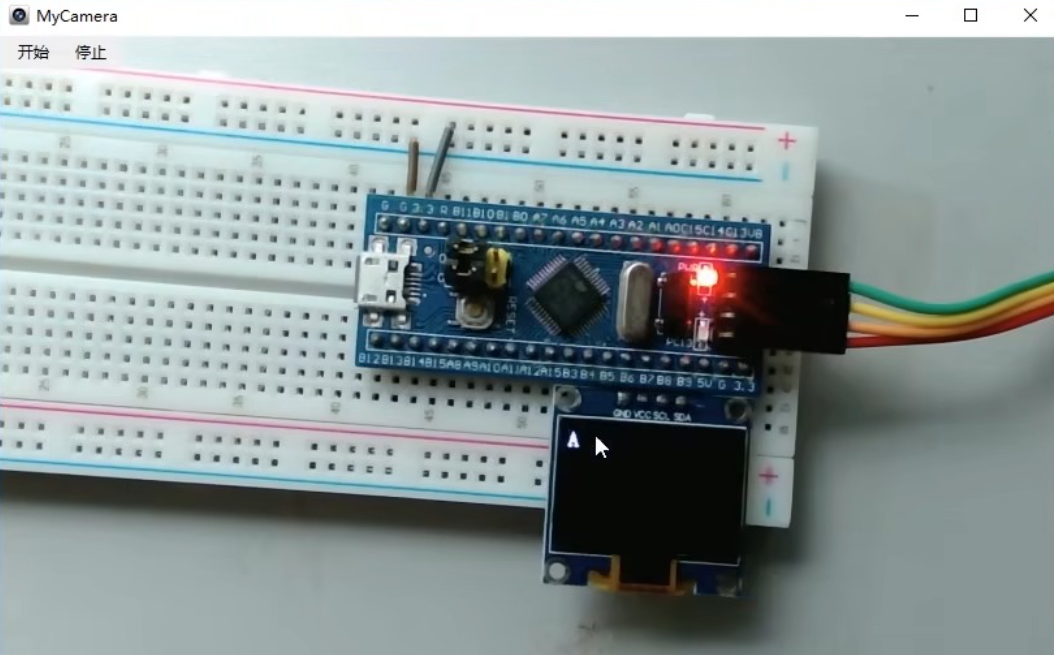 MyCamera
开始 停止
G G 3.3 R B11 B10 B1 B0 A7 A6 A5 A4 A3 A2 A1 A0 C15 C14 C13 VB
B12 B13 B14 B15 A8 A9 A10 A11 A12 A15 B3 B4 B5 B6 B7 B8 B9 5V G 3.3
PC13
GND VCC SCL SDA
A